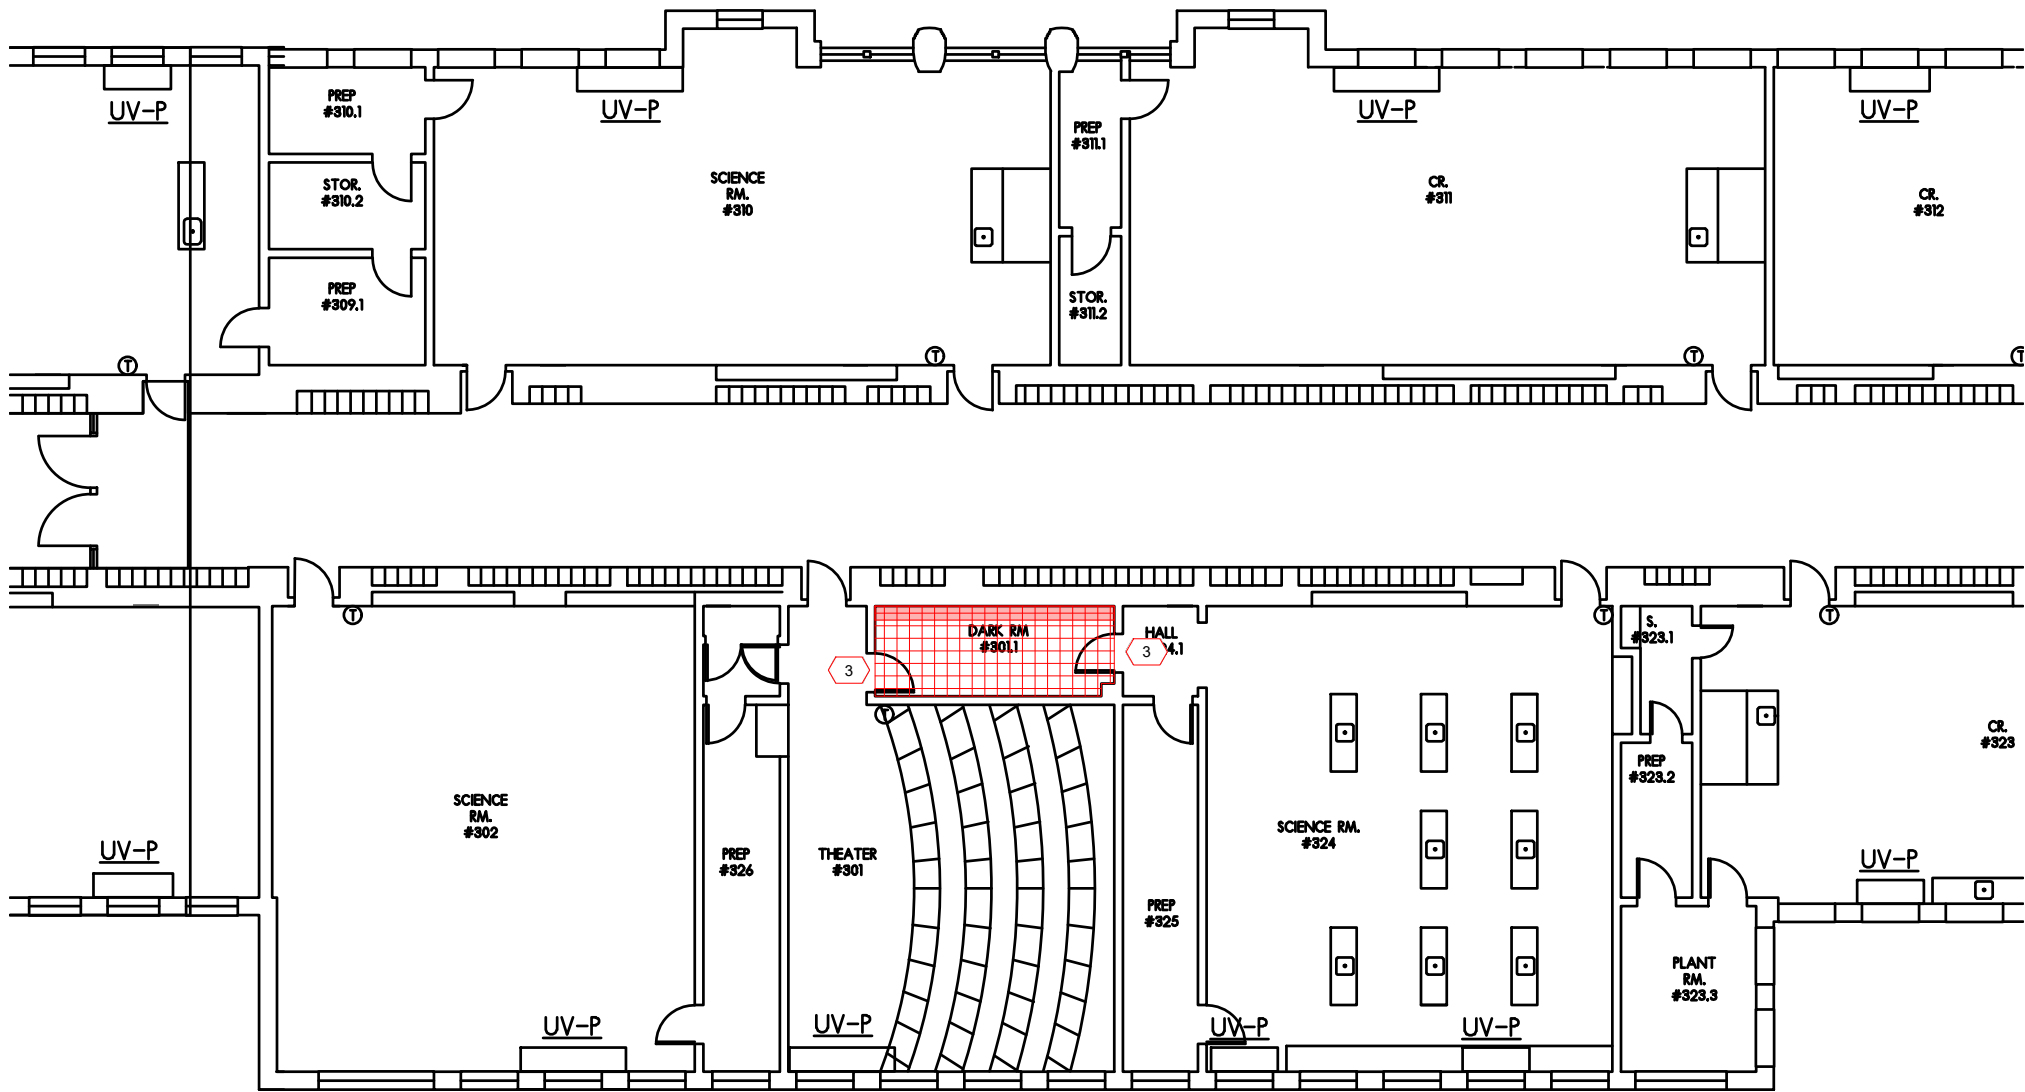 UV-P
PREP
#310.1
UV-P
UV-P
UV-P
PREP
#311.1
STOR.
#310.2
SCIENCE
RM.
#310
CR.
#311
CR.
#312
PREP
#309.1
STOR.
#311.2
T
T
T
T
T
T
T
DARK RM
#301.1
HALL
4.1
S.
#323.1
3
3
T
CR.
#323
PREP
#323.2
SCIENCE
RM.
#302
PREP
#326
THEATER
#301
SCIENCE RM.
#324
UV-P
UV-P
PREP
#325
PLANT
RM.
#323.3
UV-P
UV-P
UV-P
UV-P